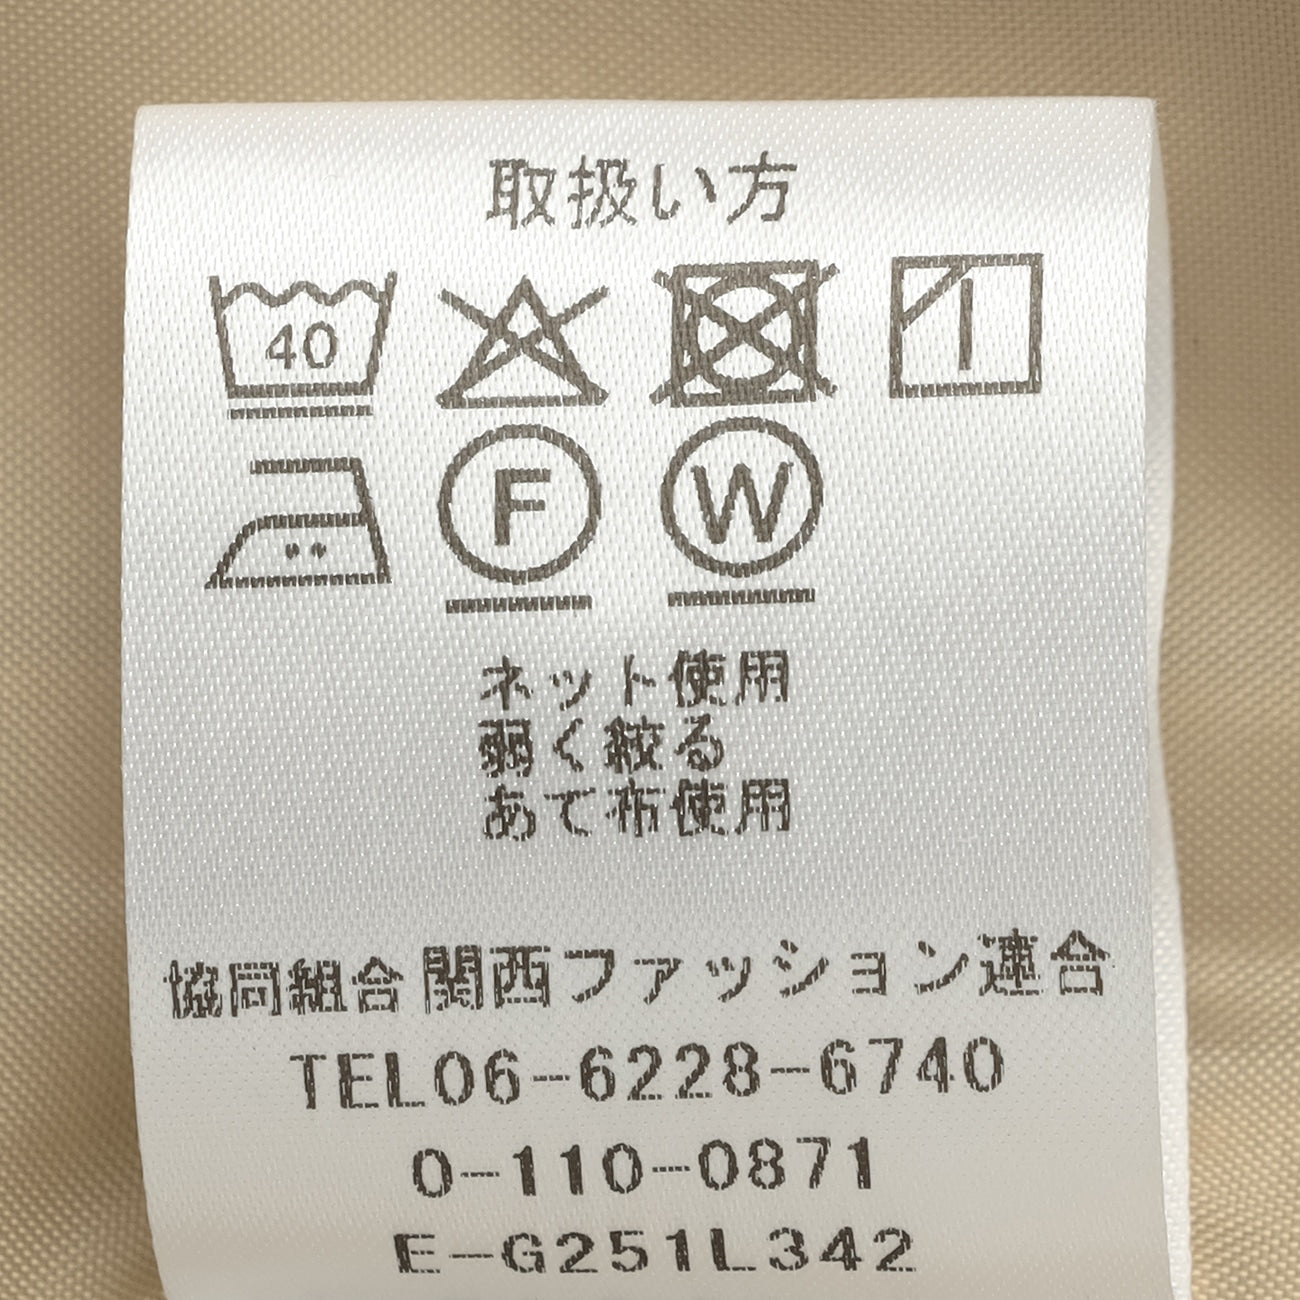 取扱い方
40
F W
ネット使用
弱く絞る
あて布使用
協同組合関西ファッション連合
TEL06-6228-6740
0-110-0871
E-G251L342